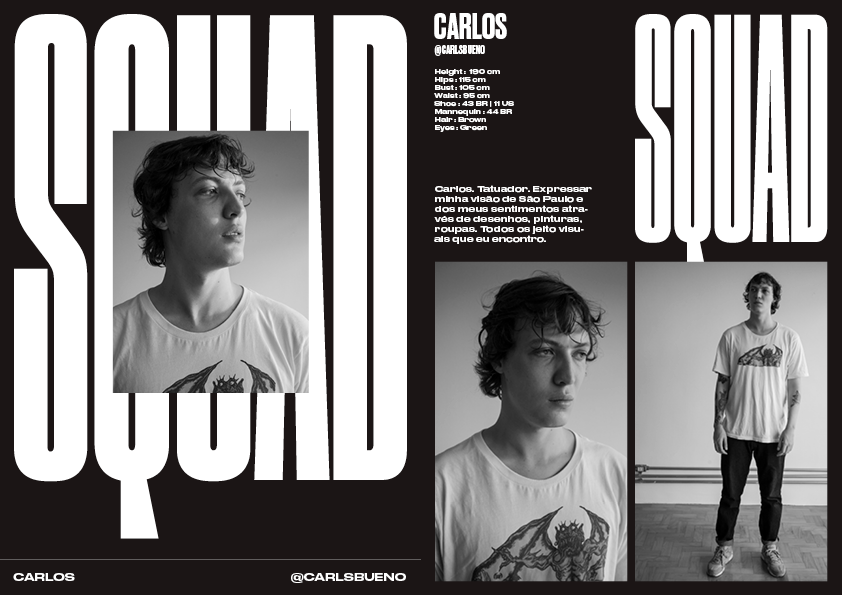 SQUAD
CARLOS
@CARLSBUENO
CARLOS
@CARLSBUENO
Height: 190 cm
Hips: 115 cm
Bust: 105 cm
Waist: 95 cm
Shoe: 43 BR | 11 US
Mannequin: 44 BR
Hair: Brown
Eyes: Green
Carlos. Tatuador. Expressar
minha visão de São Paulo e
dos meus sentimentos atra-
vés de desenhos, pinturas,
roupas. Todos os jeito visu-
ais que eu encontro.
SQUAD